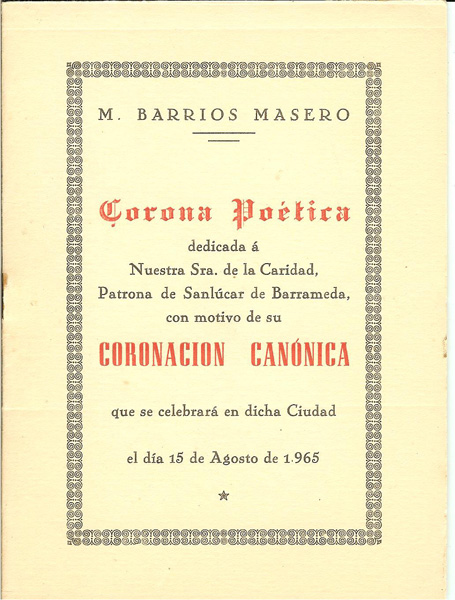 M. BARRIOS MASERO
Corona Poética
dedicada á
Nuestra Sra. de la Caridad,
Patrona de Sanlúcar de Barrameda,
con motivo de su
CORONACION CANÓNICA
que se celebrará en dicha Ciudad
el día 15 de Agosto de 1.965